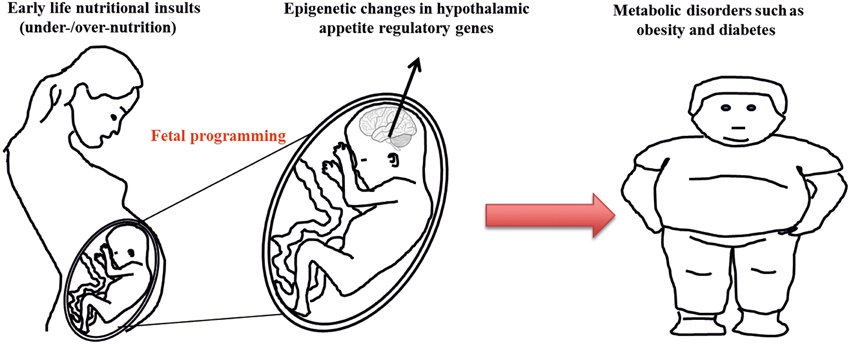 Early life nutritional insults
(under-/over-nutrition)
Epigenetic changes in hypothalamic
appetite regulatory genes
Metabolic disorders such as
obesity and diabetes
Fetal programming